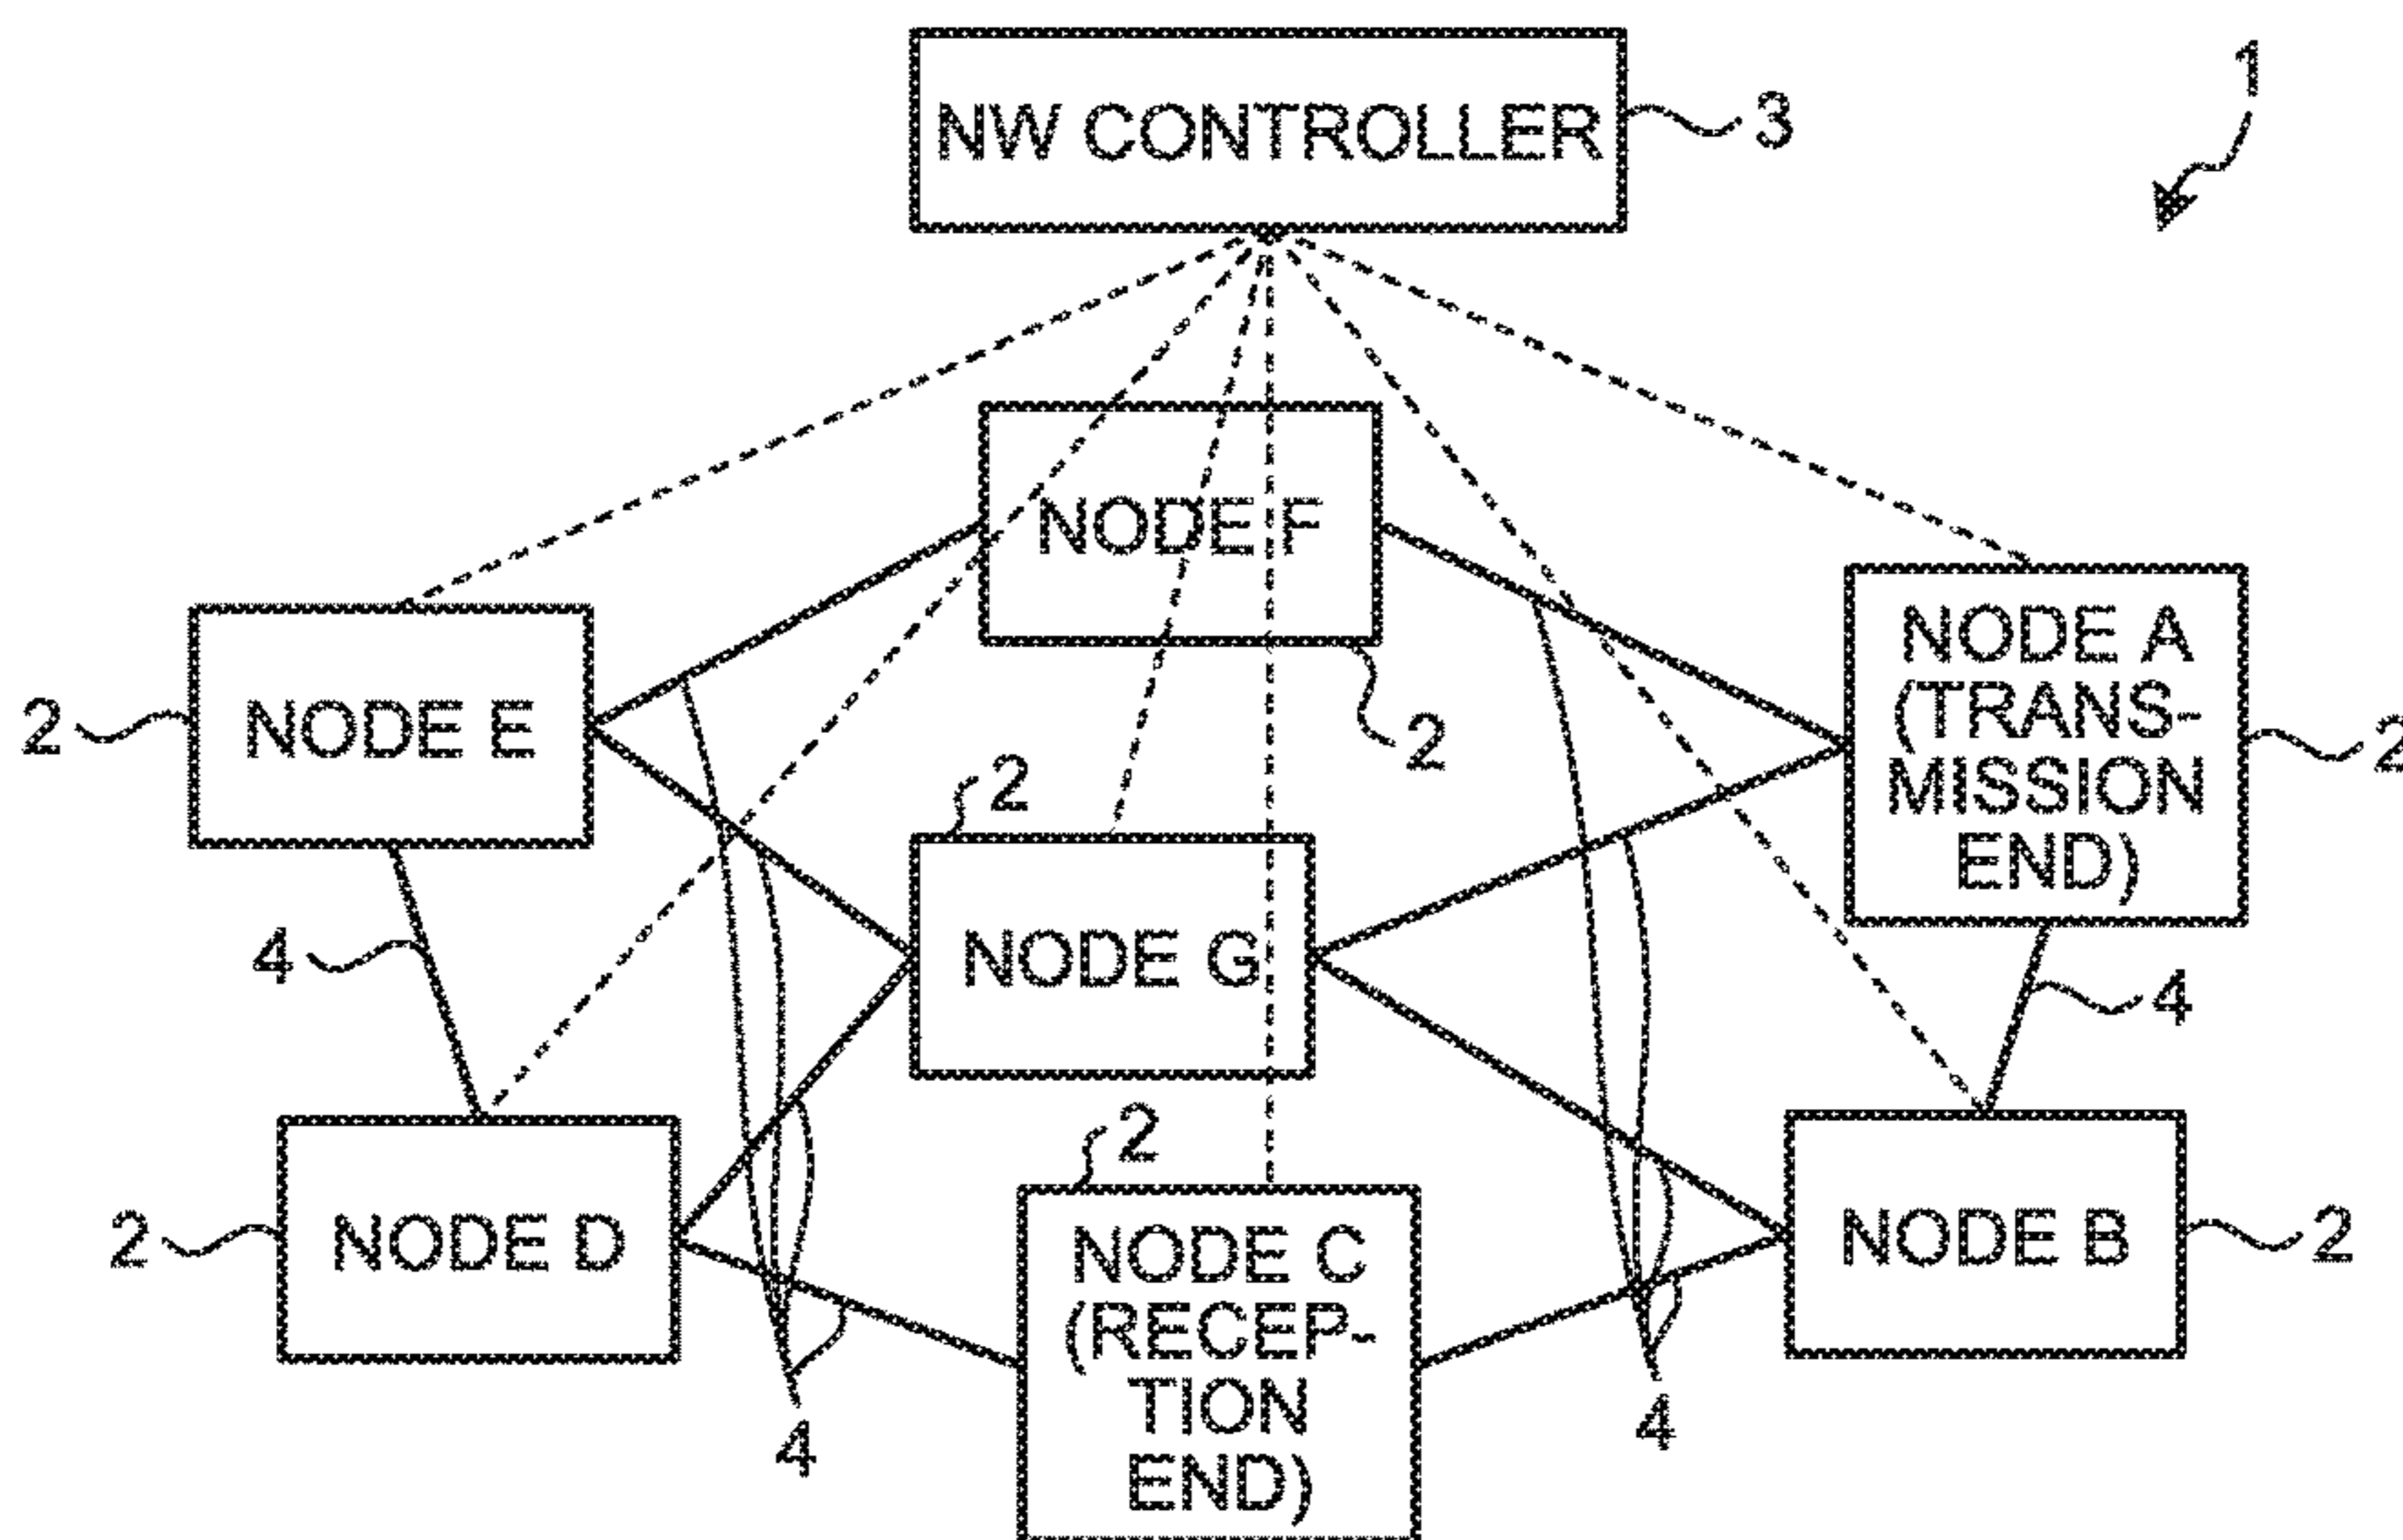 NW CONTROLLER
3
1
NODE F
2
NODE E
2
NODE A
(TRANS-
MISSION
END)
2
NODE G
2
4
4
NODE D
2
NODE C
(RECEP-
TION
END)
2
NODE B
2
4
4